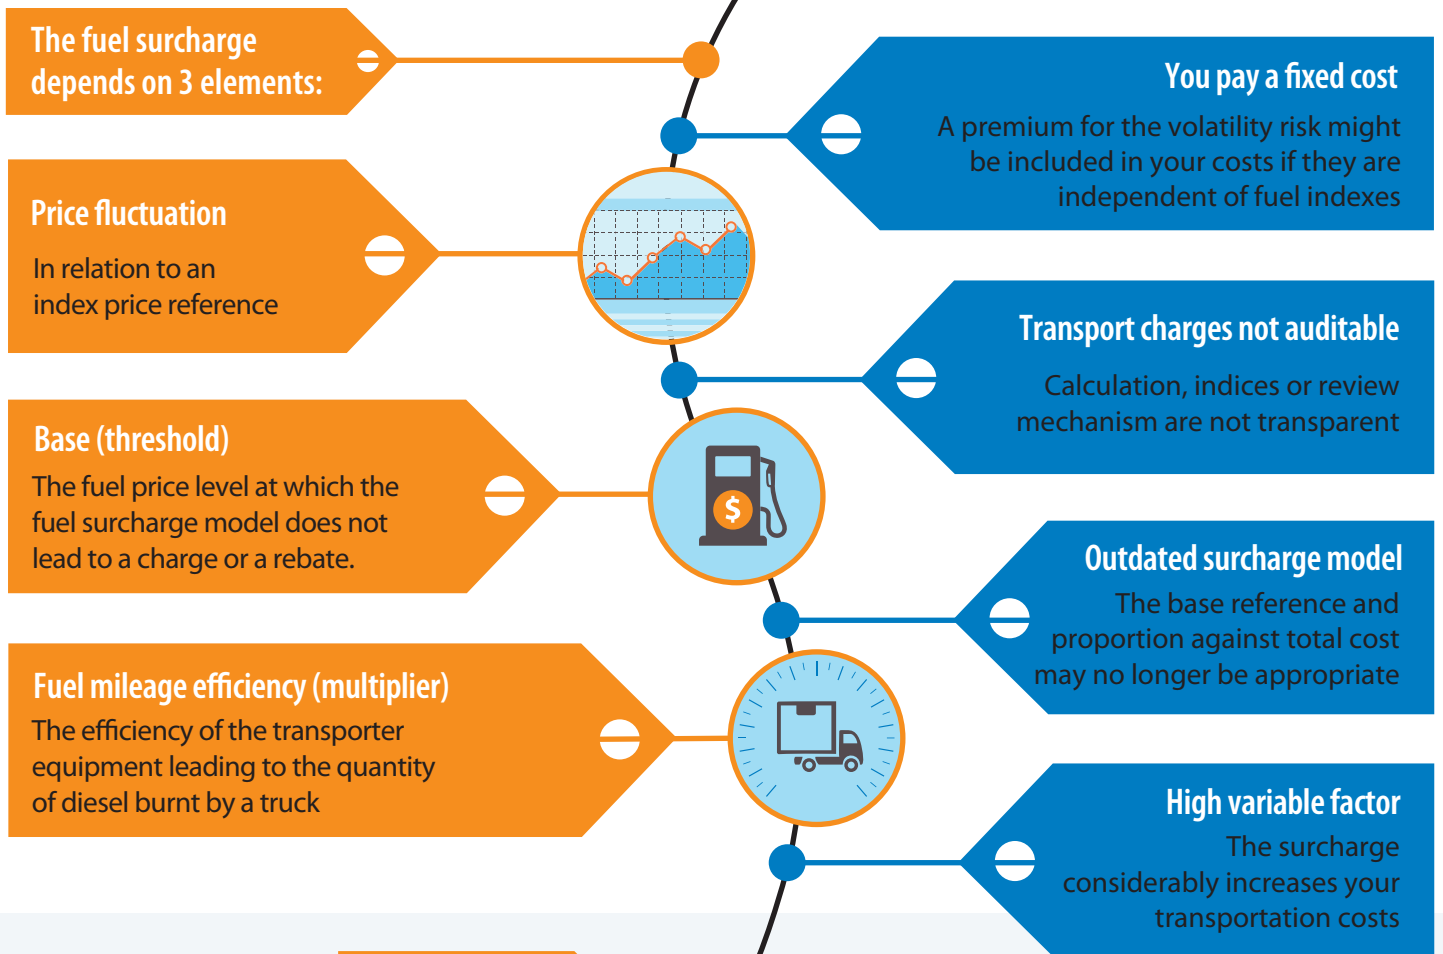 The fuel surcharge
depends on 3 elements:
Price fluctuation
In relation to an
index price reference
Base (threshold)
The fuel price level at which the
fuel surcharge model does not
lead to a charge or a rebate.
$
Fuel mileage efficiency (multiplier)
The efficiency of the transporter
equipment leading to the quantity
of diesel burnt by a truck
You pay a fixed cost
A premium for the volatility risk might
be included in your costs if they are
independent of fuel indexes
Transport charges not auditable
Calculation, indices or review
mechanism are not transparent
Outdated surcharge model
The base reference and
proportion against total cost
may no longer be appropriate
High variable factor
The surcharge
considerably increases your
transportation costs